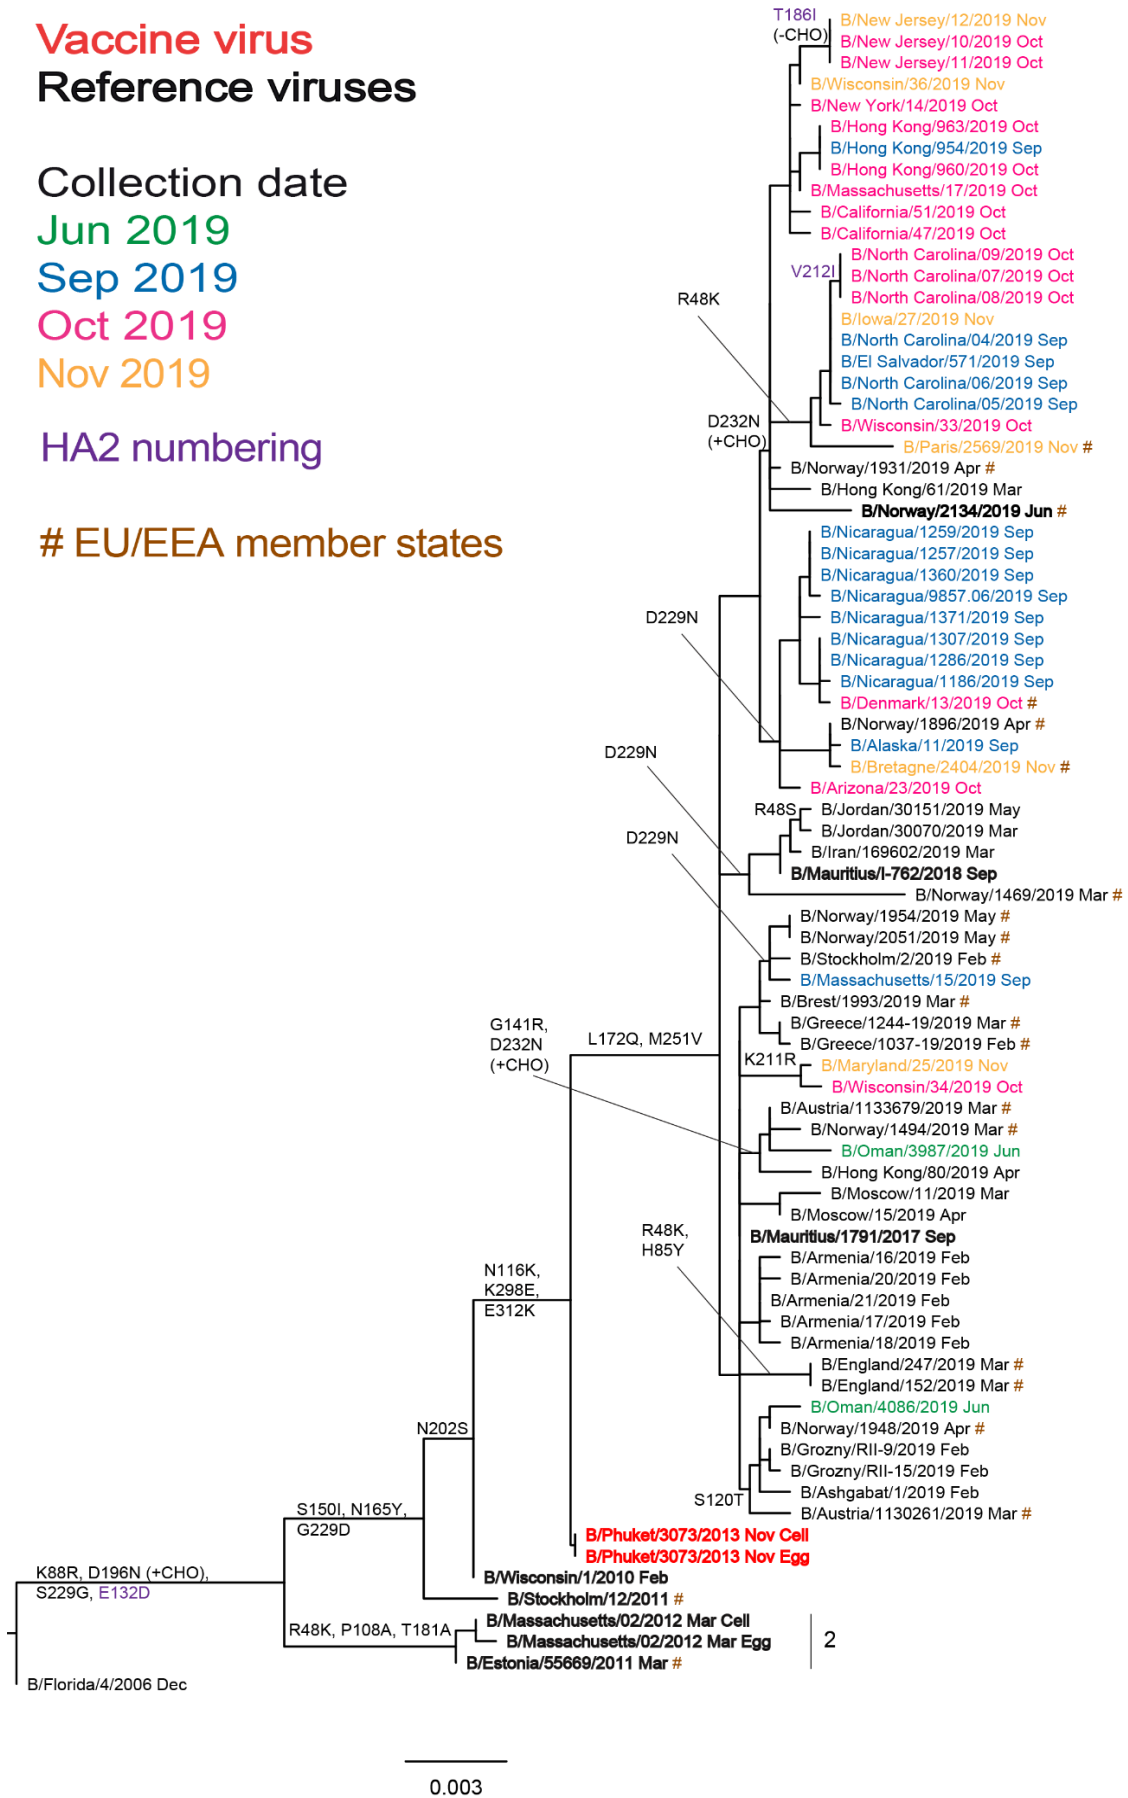 Vaccine virus
Reference viruses
Collection date
Jun 2019
Sep 2019
Oct 2019
Nov 2019
HA2 numbering
# EU/EEA member states
T186I
(-CHO)
B/New Jersey/12/2019 Nov
B/New Jersey/10/2019 Oct
B/New Jersey/11/2019 Oct
B/Wisconsin/36/2019 Nov
B/New York/14/2019 Oct
B/Hong Kong/963/2019 Oct
B/Hong Kong/954/2019 Sep
B/Hong Kong/960/2019 Oct
B/Massachusetts/17/2019 Oct
B/California/51/2019 Oct
B/California/47/2019 Oct
B/North Carolina/09/2019 Oct
V212I
B/North Carolina/07/2019 Oct
B/North Carolina/08/2019 Oct
R48K
B/Iowa/27/2019 Nov
B/North Carolina/04/2019 Sep
B/El Salvador/571/2019 Sep
B/North Carolina/06/2019 Sep
B/North Carolina/05/2019 Sep
D232N
(+CHO)
B/Wisconsin/33/2019 Oct
B/Paris/2569/2019 Nov #
B/Norway/1931/2019 Apr #
B/Hong Kong/61/2019 Mar
B/Norway/2134/2019 Jun #
B/Nicaragua/1259/2019 Sep
B/Nicaragua/1257/2019 Sep
B/Nicaragua/1360/2019 Sep
B/Nicaragua/9857.06/2019 Sep
D229N
B/Nicaragua/1371/2019 Sep
B/Nicaragua/1307/2019 Sep
B/Nicaragua/1286/2019 Sep
B/Nicaragua/1186/2019 Sep
B/Denmark/13/2019 Oct #
B/Norway/1896/2019 Apr #
B/Alaska/11/2019 Sep
D229N
B/Bretagne/2404/2019 Nov #
B/Arizona/23/2019 Oct
R48S
B/Jordan/30151/2019 May
B/Jordan/30070/2019 Mar
D229N
B/Iran/169602/2019 Mar
B/Mauritius/I-762/2018 Sep
B/Norway/1469/2019 Mar #
B/Norway/1954/2019 May #
B/Norway/2051/2019 May #
B/Stockholm/2/2019 Feb #
B/Massachusetts/15/2019 Sep
B/Brest/1993/2019 Mar #
G141R,
D232N
(+CHO)
B/Greece/1244-19/2019 Mar #
L172Q, M251V
B/Greece/1037-19/2019 Feb #
K211R
B/Maryland/25/2019 Nov
B/Wisconsin/34/2019 Oct
B/Austria/1133679/2019 Mar #
B/Norway/1494/2019 Mar #
B/Oman/3987/2019 Jun
B/Hong Kong/80/2019 Apr
B/Moscow/11/2019 Mar
B/Moscow/15/2019 Apr
R48K,
H85Y
B/Mauritius/1791/2017 Sep
B/Armenia/16/2019 Feb
N116K,
K298E,
E312K
B/Armenia/20/2019 Feb
B/Armenia/21/2019 Feb
B/Armenia/17/2019 Feb
B/Armenia/18/2019 Feb
B/England/247/2019 Mar #
B/England/152/2019 Mar #
B/Oman/4086/2019 Jun
N202S
B/Norway/1948/2019 Apr #
B/Grozny/RII-9/2019 Feb
B/Grozny/RII-15/2019 Feb
B/Ashgabat/1/2019 Feb
S120T
B/Austria/1130261/2019 Mar #
S150I, N165Y,
G229D
B/Phuket/3073/2013 Nov Cell
B/Phuket/3073/2013 Nov Egg
K88R, D196N (+CHO),
S229G, E132D
B/Wisconsin/1/2010 Feb
B/Stockholm/12/2011 #
R48K, P108A, T181A
B/Massachusetts/02/2012 Mar Cell
B/Massachusetts/02/2012 Mar Egg
2
B/Estonia/55669/2011 Mar #
B/Florida/4/2006 Dec
0.003